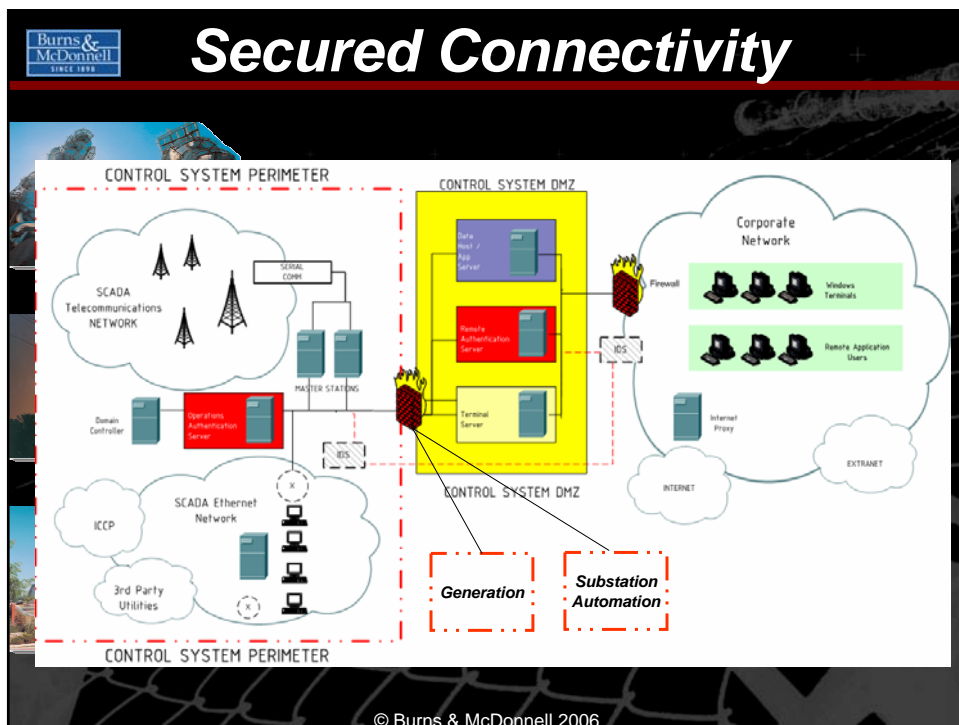 Burns &
McDonnell
SINCE 1898
Secured Connectivity
CONTROL SYSTEM PERIMETER
SCADA
Telecommunications
NETWORK
SERIAL
COMM
MASTER STATIONS
Domain
Controller
Operations
Authentication
Server
IDS
X
SCADA Ethernet
Network
ICCP
3rd Party
Utilities
X
CONTROL SYSTEM PERIMETER
CONTROL SYSTEM DMZ
Data
Host /
App
Server
Remote
Authentication
Server
Terminal
Server
CONTROL SYSTEM DMZ
Firewall
IDS
Corporate
Network
Windows
Terminals
Remote Application
Users
Internet
Proxy
INTERNET
EXTRANET
Generation
Substation
Automation
© Burns & McDonnell 2006